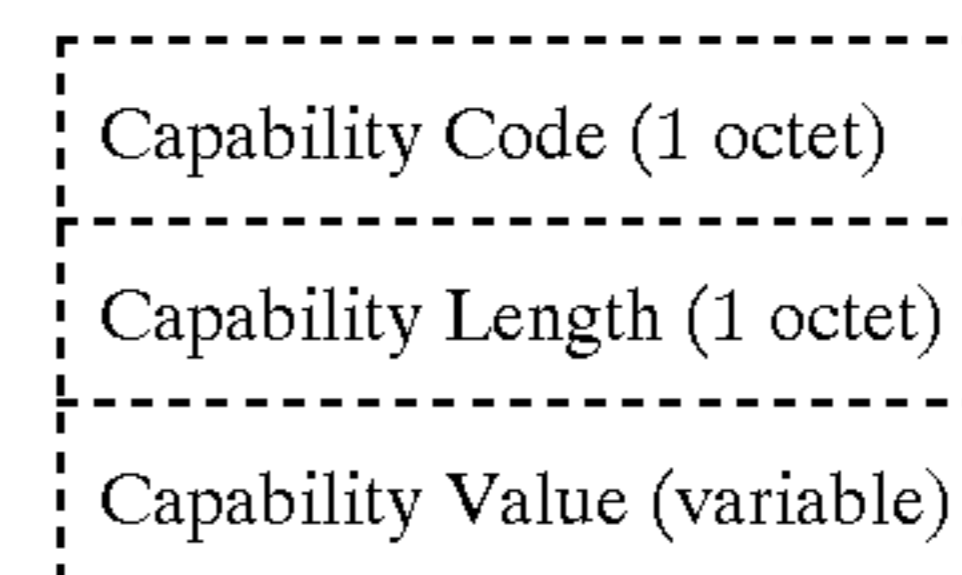 Capability Code (1 octet)
Capability Length (1 octet)
Capability Value (variable)